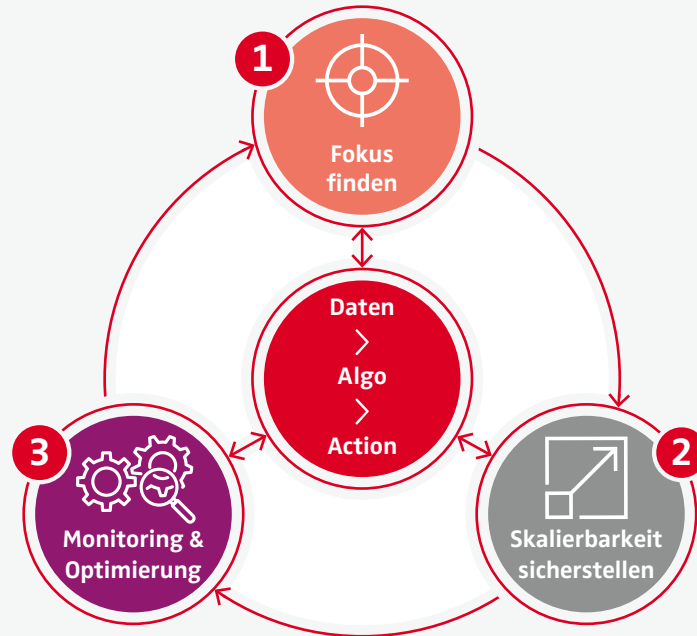 1
Fokus
finden
Daten
>
Algo
>
Action
3
Monitoring &
Optimierung
2
Skalierbarkeit
sicherstellen